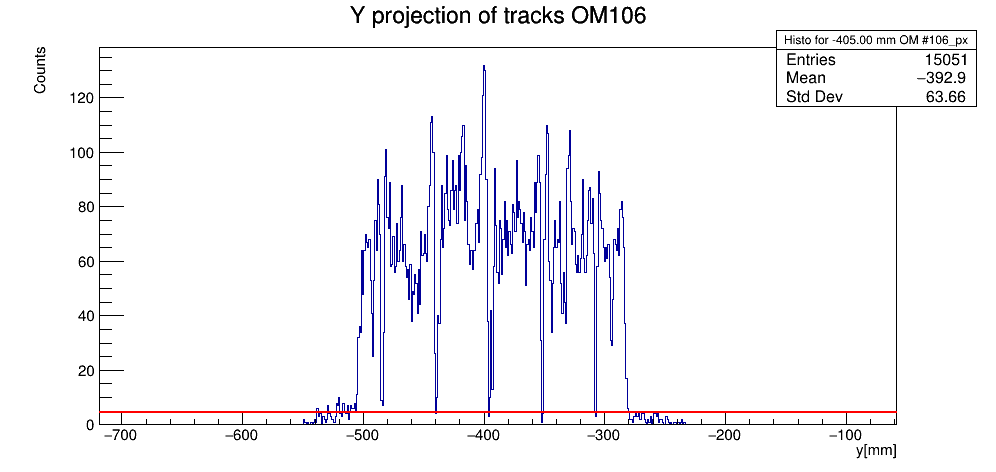 Y projection of tracks OM106
Histo for -405.00 mm OM #106_px
Entries 15051
Mean −392.9
Std Dev 63.66
Counts
120
100
80
60
40
20
0
−700 −600 −500 −400 −300 −200 −100
y[mm]